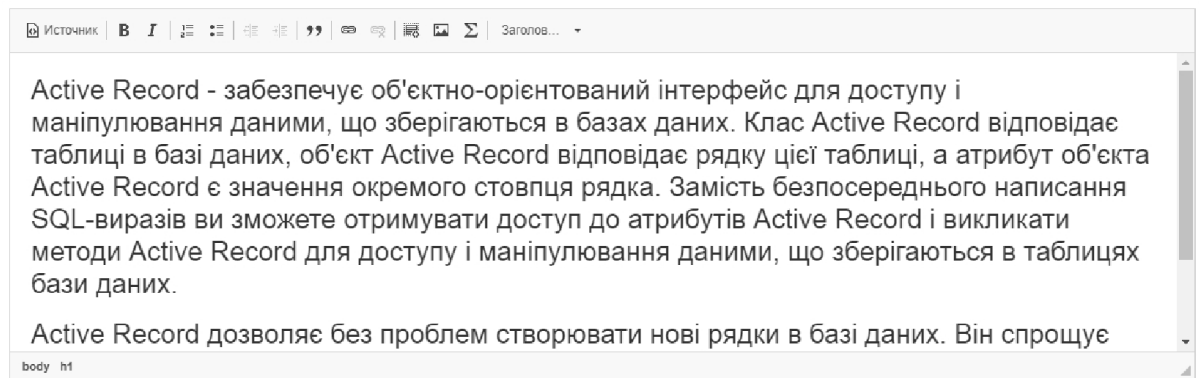 Источник B I Заголов...
Active Record - забезпечує об'єктно-орієнтований інтерфейс для доступу і
маніпулювання даними, що зберігаються в базах даних. Клас Active Record відповідає
таблиці в базі даних, об'єкт Active Record відповідає рядку цієї таблиці, а атрибут об'єкта
Active Record є значення окремого стовпця рядка. Замість безпосереднього написання
SQL-виразів ви зможете отримувати доступ до атрибутів Active Record і викликати
методи Active Record для доступу і маніпулювання даними, що зберігаються в таблицях
бази даних.
Active Record дозволяє без проблем створювати нові рядки в базі даних. Він спрощує
body h1